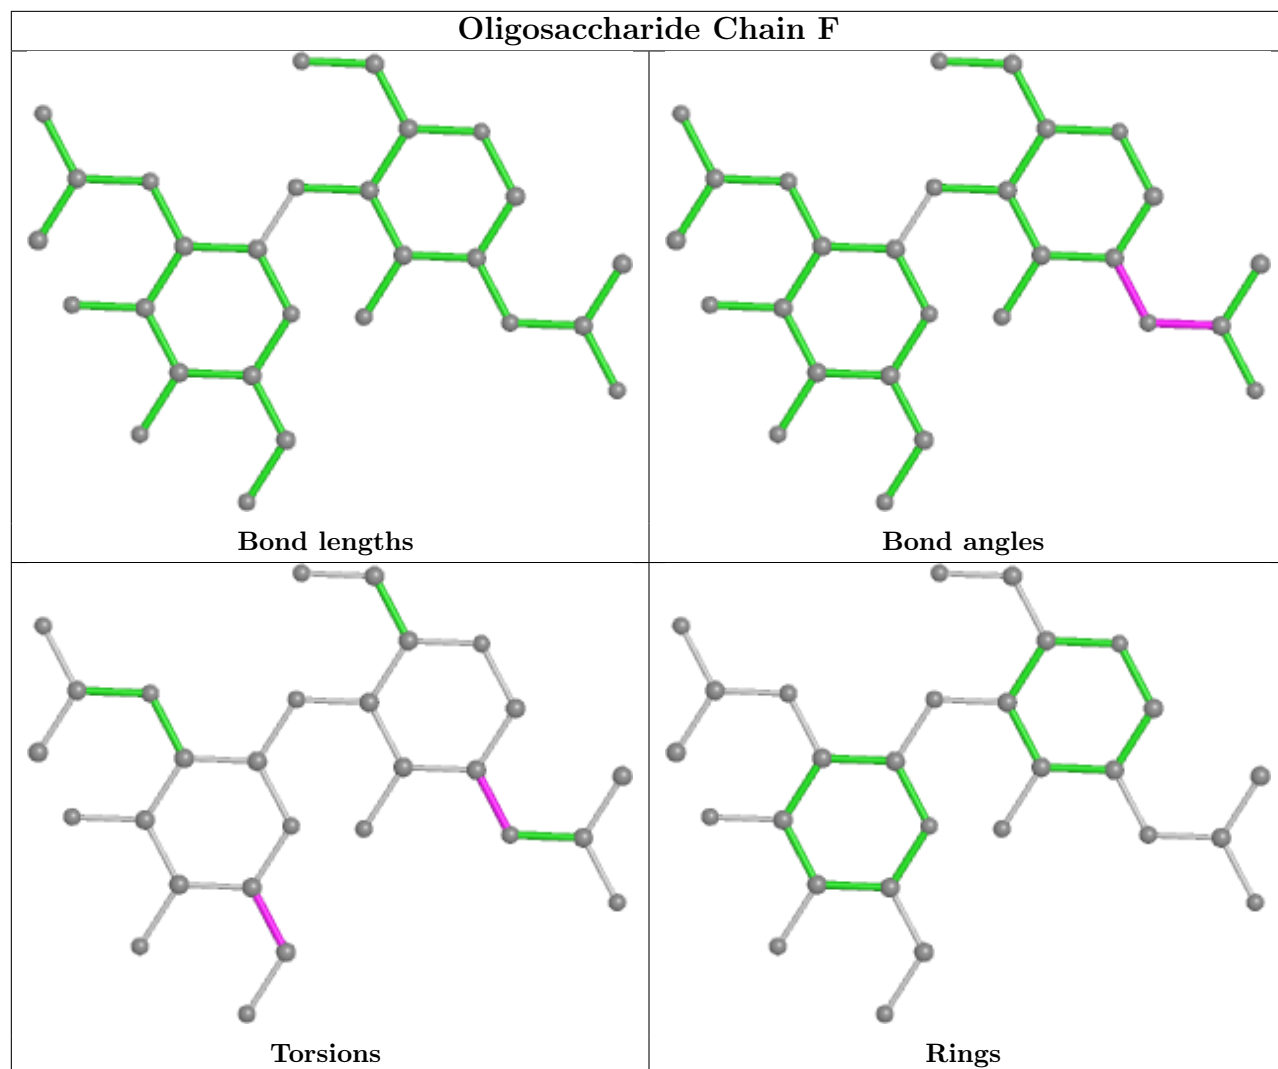 Oligosaccharide Chain F
Bond lengths
Bond angles
Torsions
Rings